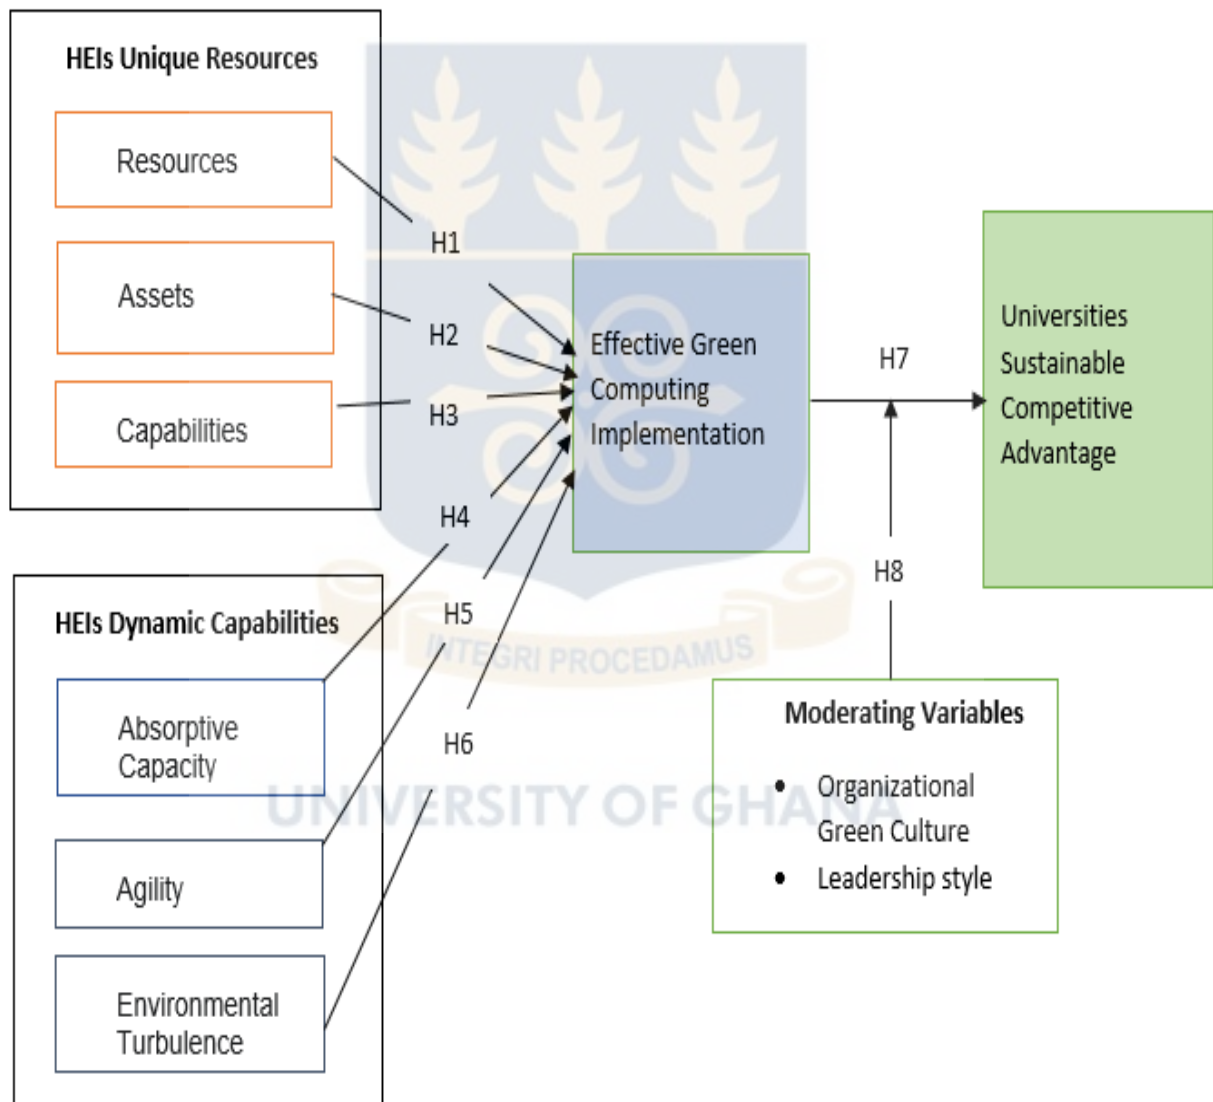 HEIs Unique Resources
Resources
Assets
Capabilities
H1
H2
H3
H4
H5
H6
HEIs Dynamic Capabilities
Absorptive
Capacity
Agility
Environmental
Turbulence
Effective Green
Computing
Implementation
H7
H8
Universities
Sustainable
Competitive
Advantage
Moderating Variables
• Organizational
Green Culture
• Leadership style
INTEGRI PROCEDAMUS
UNIVERSITY OF GHANA